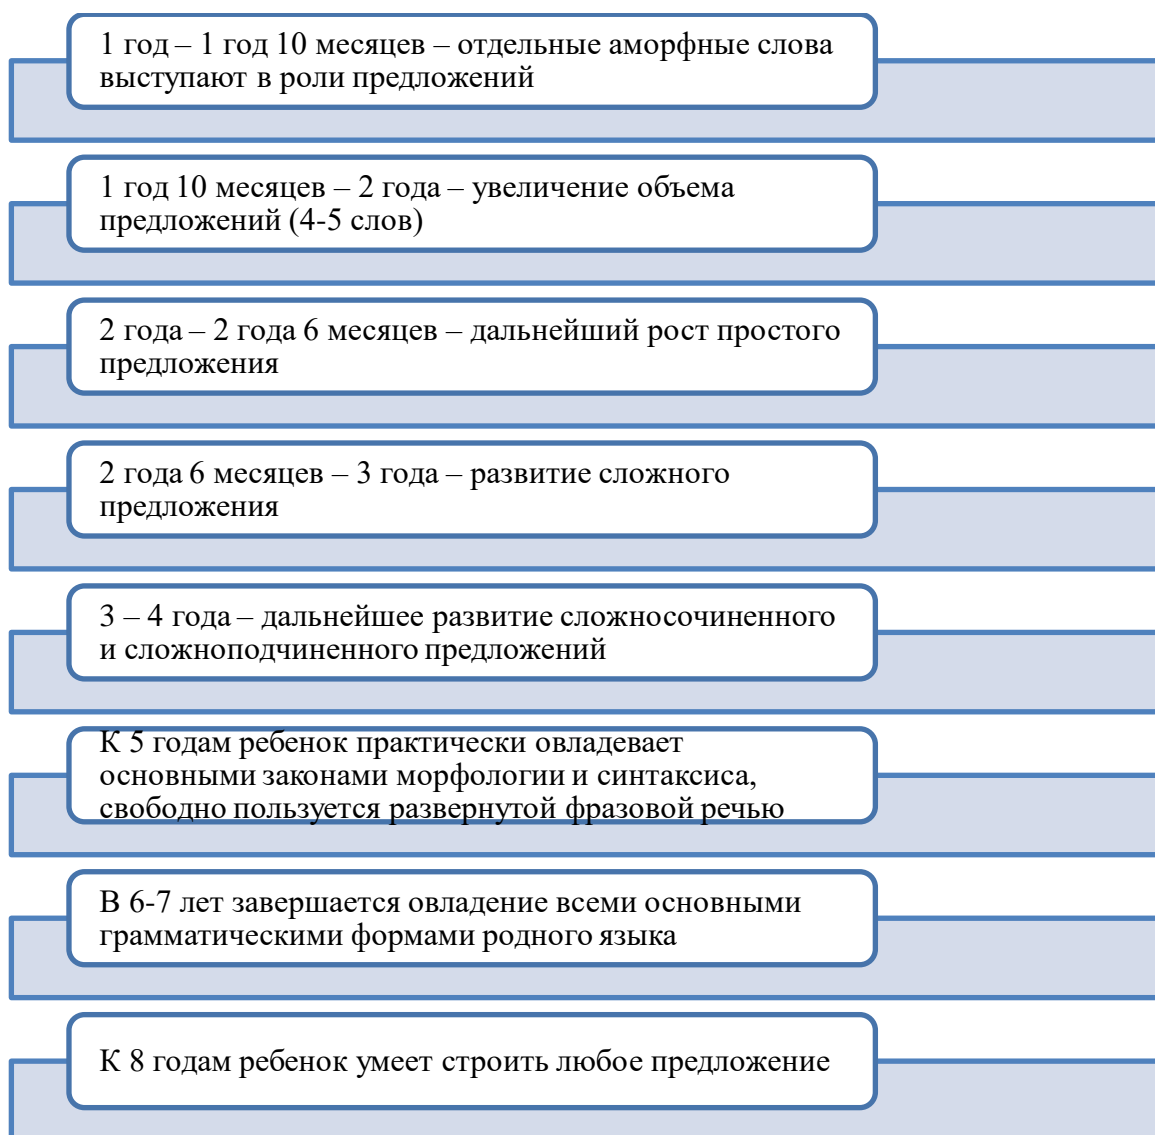 1 год – 1 год 10 месяцев – отдельные аморфные слова
выступают в роли предложений
1 год 10 месяцев – 2 года – увеличение объема
предложений (4-5 слов)
2 года – 2 года 6 месяцев – дальнейший рост простого
предложения
2 года 6 месяцев – 3 года – развитие сложного
предложения
3 – 4 года – дальнейшее развитие сложносочиненного
и сложноподчиненного предложений
К 5 годам ребенок практически овладевает
основными законами морфологии и синтаксиса,
свободно пользуется развернутой фразовой речью
В 6-7 лет завершается овладение всеми основными
грамматическими формами родного языка
К 8 годам ребенок умеет строить любое предложение